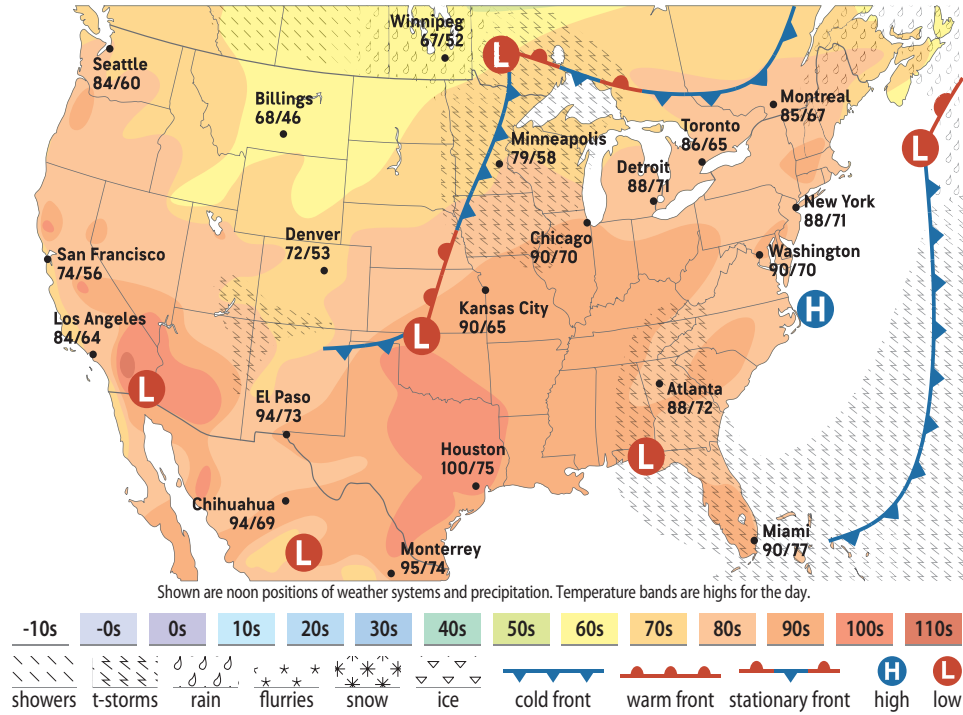 Winnipeg
67/52
Seattle
84/60
L
Billings
68/46
Montreal
85/67
Toronto
86/65
Minneapolis
79/58
L
Detroit
88/71
New York
88/71
Denver
72/53
Chicago
90/70
San Francisco
74/56
Washington
90/70
Kansas City
90/65
H
Los Angeles
84/64
L
L
El Paso
94/73
Atlanta
88/72
Houston
100/75
L
Chihuahua
94/69
L
Monterrey
95/74
Miami
90/77
Shown are noon positions of weather systems and precipitation. Temperature bands are highs for the day.
-10s -0s 0s 10s 20s 30s 40s 50s 60s 70s 80s 90s 100s 110s
H L
showers t-storms rain flurries snow ice cold front warm front stationary front high low